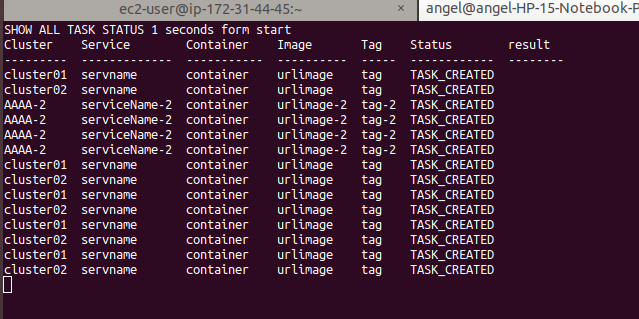 ec2-user@ip-172-31-44-45:~ × angel@angel-HP-15-Notebook-P
SHOW ALL TASK STATUS 1 seconds form start
Cluster Service Container Image Tag Status result
--------- ------------- ----------- ---------- ----- ------------ --------
cluster01 servname container urlimage tag TASK_CREATED
cluster02 servname container urlimage tag TASK_CREATED
AAAA-2 serviceName-2 container urlimage-2 tag-2 TASK_CREATED
AAAA-2 serviceName-2 container urlimage-2 tag-2 TASK_CREATED
AAAA-2 serviceName-2 container urlimage-2 tag-2 TASK_CREATED
AAAA-2 serviceName-2 container urlimage-2 tag-2 TASK_CREATED
cluster01 servname container urlimage tag TASK_CREATED
cluster02 servname container urlimage tag TASK_CREATED
cluster01 servname container urlimage tag TASK_CREATED
cluster02 servname container urlimage tag TASK_CREATED
cluster01 servname container urlimage tag TASK_CREATED
cluster02 servname container urlimage tag TASK_CREATED
cluster01 servname container urlimage tag TASK_CREATED
cluster02 servname container urlimage tag TASK_CREATED